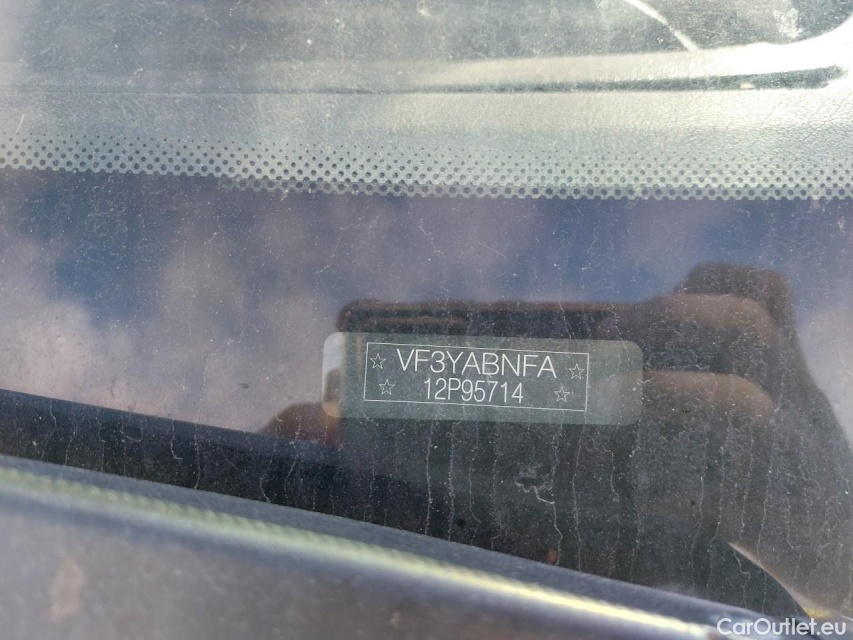 ☆ VF3YABNFA ☆
☆ 12P95714 ☆
CarOutlet.eu